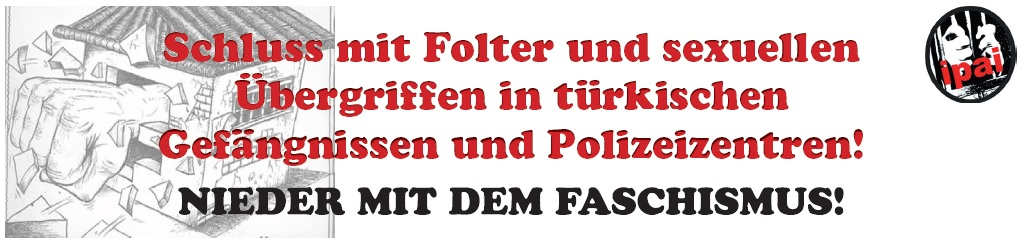 Schluss mit Folter und sexuellen
Übergriffen in türkischen
Gefängnissen und Polizeizentren!
NIEDER MIT DEM FASCHISMUS!
ipai